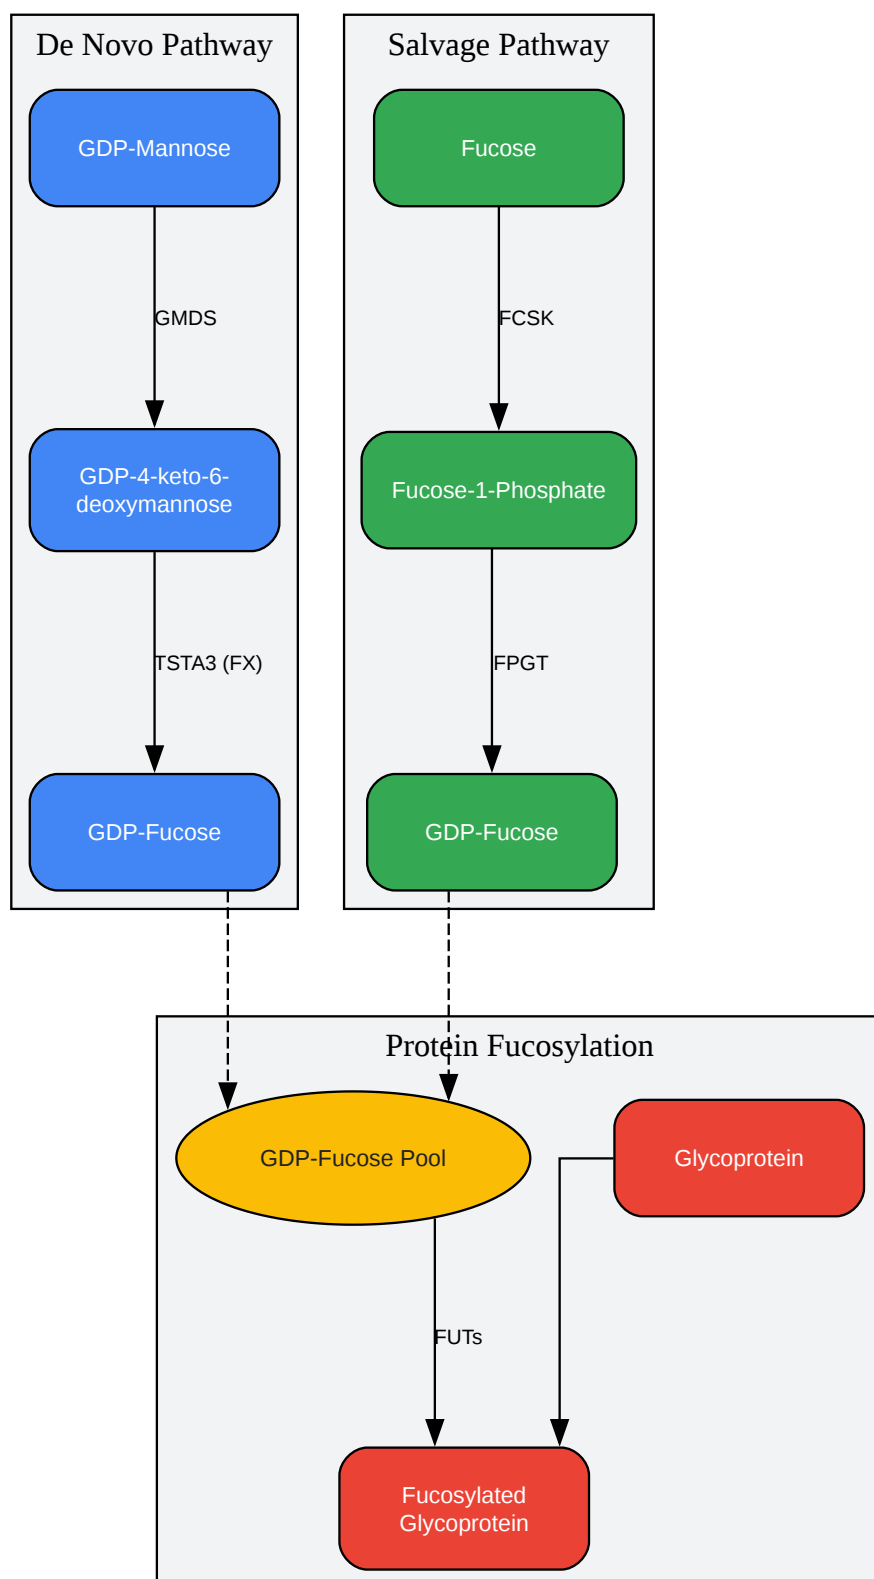 De Novo Pathway
GDP-Mannose
GMDS
GDP-4-keto-6-
deoxymannose
TSTA3 (FX)
GDP-Fucose
Salvage Pathway
Fucose
FCSK
Fucose-1-Phosphate
FPGT
GDP-Fucose
Protein Fucosylation
GDP-Fucose Pool
Glycoprotein
FUTs
Fucosylated
Glycoprotein